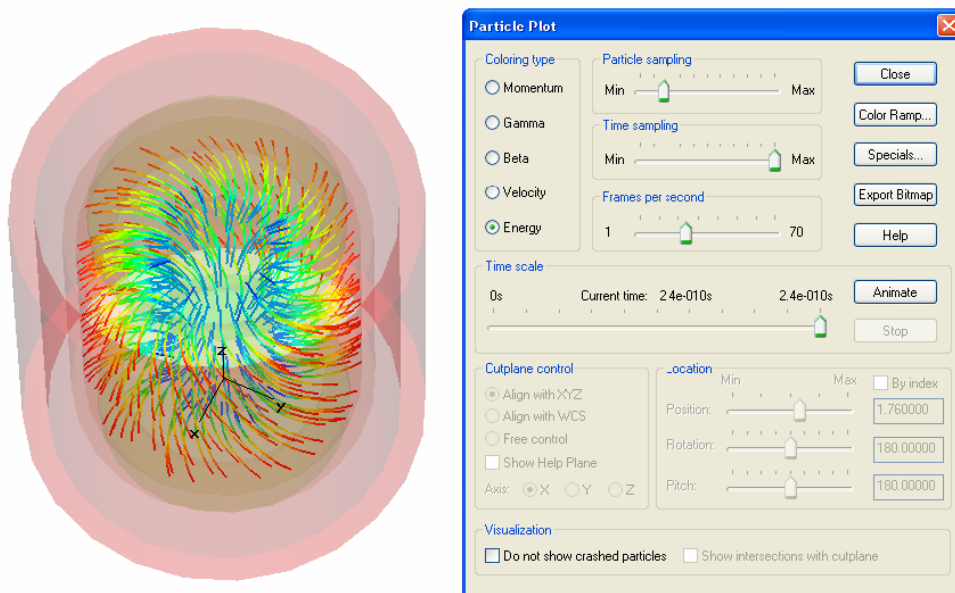 Z
Y
X
Particle Plot
Coloring type
Momentum
Gamma
Beta
Velocity
Energy
Particle sampling
Min Max
Time sampling
Min Max
Frames per second
1 70
Close
Color Ramp...
Specials...
Export Bitmap
Help
Time scale
0s Current time: 24e-010s 2.4e-010s
Animate
Stop
Cutplane control
Align with XYZ
Align with WCS
Free control
Show Help Plane
Axis: X Y Z
Location
Min Max By index
Position: 1.760000
Rotation: 180.00000
Pitch: 180.00000
Visualization
Do not show crashed particles Show intersections with cutplane